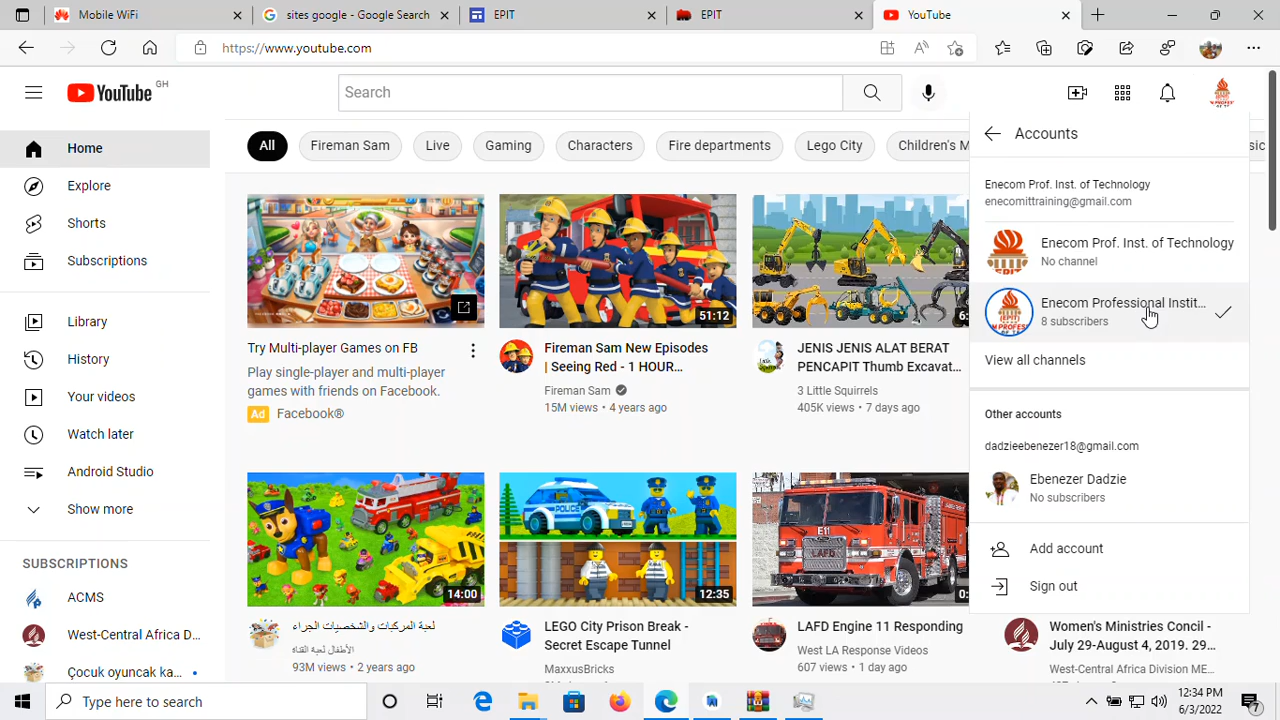 Mobile WiFi
sites google - Google Search
EPIT
EPIT
YouTube
https://www.youtube.com
YouTube GH
Search
Home
Explore
Shorts
Subscriptions
Library
History
Your videos
Watch later
Android Studio
Show more
SUBSCRIPTIONS
ACMS
West-Central Africa D...
Çocuk oyuncak ka...
All
Fireman Sam
Live
Gaming
Characters
Fire departments
Lego City
Children's M
Try Multi-player Games on FB
Play single-player and multi-player
games with friends on Facebook.
Ad Facebook®
51:12
Fireman Sam New Episodes
| Seeing Red - 1 HOUR...
Fireman Sam
15M views • 4 years ago
6:
JENIS JENIS ALAT BERAT
PENCAPIT Thumb Excavat...
3 Little Squirrels
405K views • 7 days ago
14:00
لعبة المركبات والشخصيات الجراء
الأطفال لعبة القناة
93M views • 2 years ago
POLICE
12:35
LEGO City Prison Break -
Secret Escape Tunnel
MaxxusBricks
E11
LAFD
0:
LAFD Engine 11 Responding
West LA Response Videos
607 views • 1 day ago
Women's Ministries Concil -
July 29-August 4, 2019. 29...
West-Central Africa Division ME...
Accounts
Enecom Prof. Inst. of Technology
enecomittraining@gmail.com
Enecom Prof. Inst. of Technology
No channel
Enecom Professional Instit...
8 subscribers
View all channels
Other accounts
dadzieebenezer18@gmail.com
Ebenezer Dadzie
No subscribers
Add account
Sign out
Type here to search
12:34 PM
6/3/2022
7